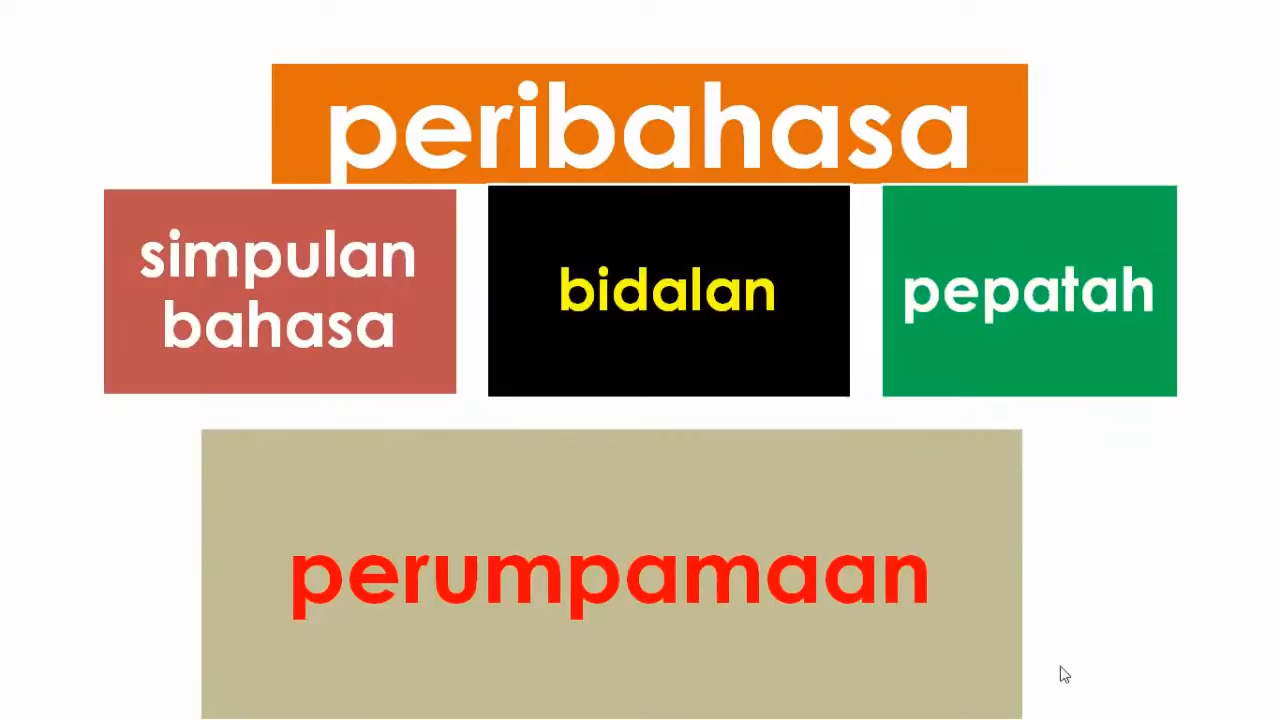 peribahasa
simpulan
bahasa
bidalan
pepatah
perumpamaan